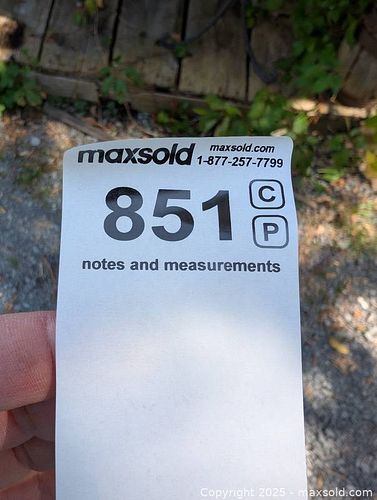 maxsold maxsold.com
1-877-257-7799
851 C
P
notes and measurements
Copyright 2025 - maxsold.com